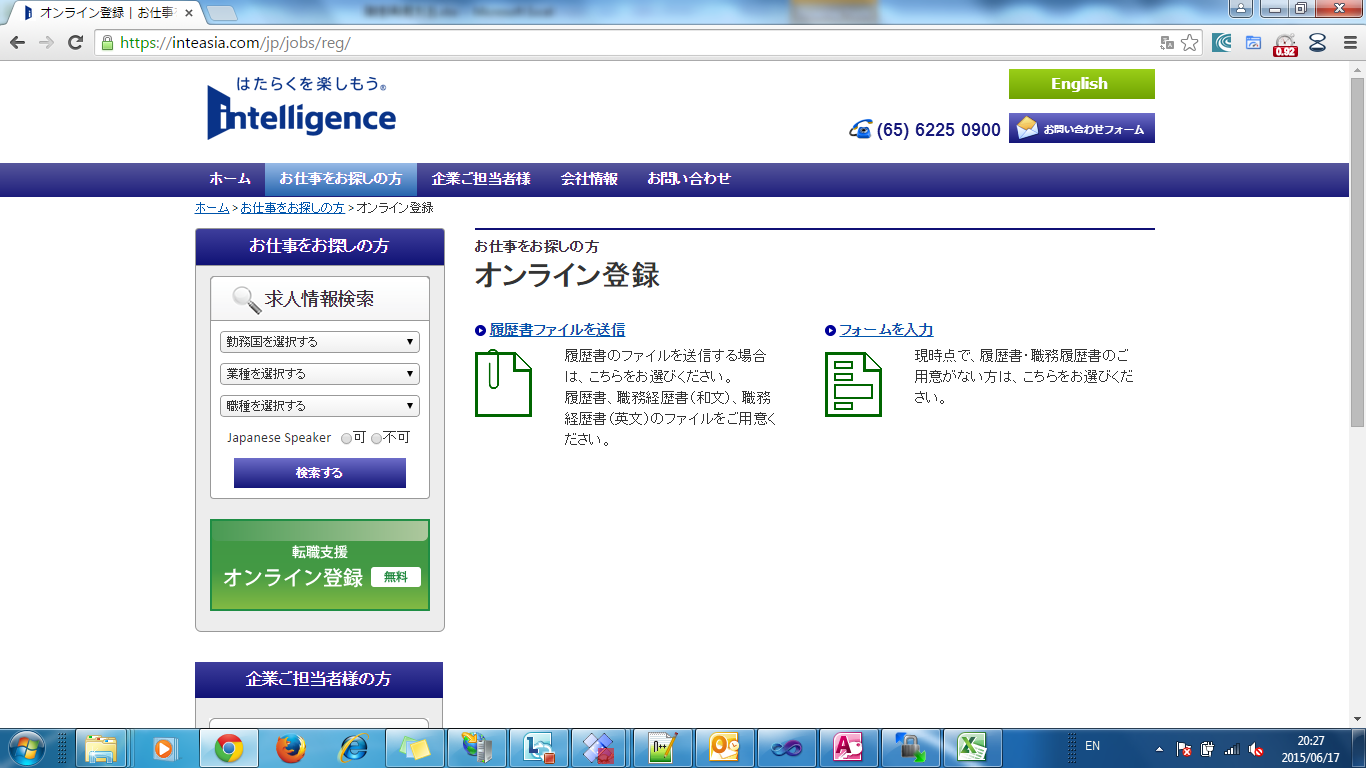 オンライン登録 | お仕事
https://inteasia.com/jp/jobs/reg/
0.92
はたらくを楽しもう。®
intelligence
English
(65) 6225 0900
お問い合わせフォーム
ホーム お仕事をお探しの方 企業ご担当者様 会社情報 お問い合わせ
ホーム > お仕事をお探しの方 > オンライン登録
お仕事をお探しの方
求人情報検索
勤務国を選択する
業種を選択する
職種を選択する
Japanese Speaker 可 不可
検索する
転職支援
オンライン登録 無料
企業ご担当者様の方
お仕事をお探しの方
オンライン登録
履歴書ファイルを送信
履歴書のファイルを送信する場合
は、こちらをお選びください。
履歴書、職務経歴書(和文)、職務
経歴書(英文)のファイルをご用意く
ださい。
フォームを入力
現時点で、履歴書・職務履歴書のご
用意がない方は、こちらをお選びくだ
さい。
EN
20:27
2015/06/17